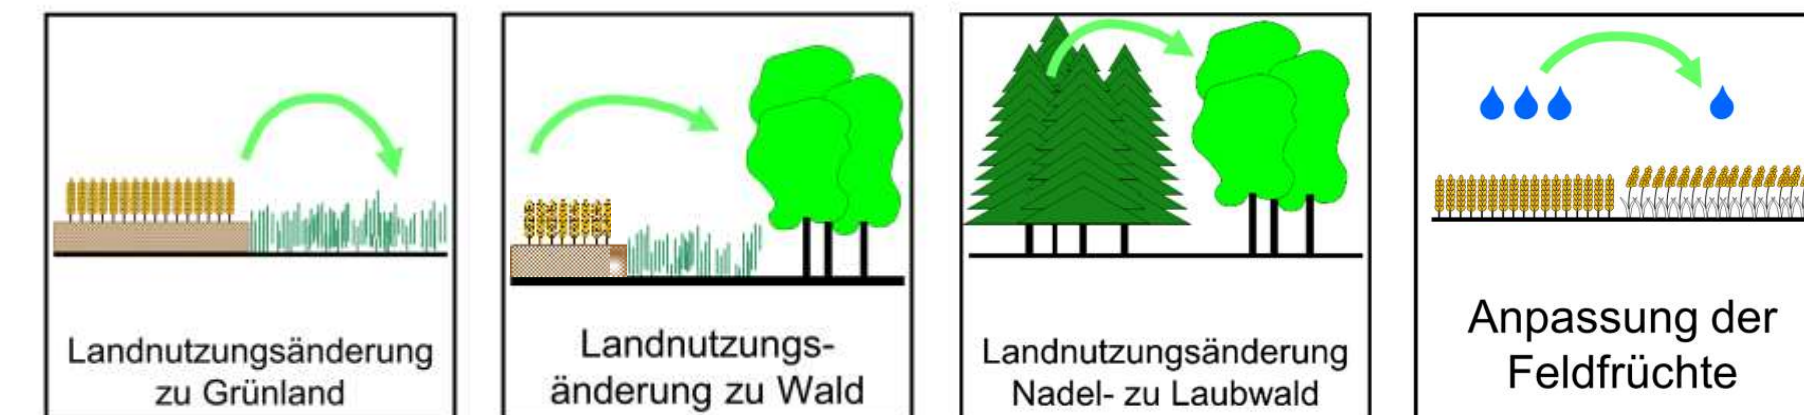 Landnutzungsänderung
zu Grünland
Landnutzungs-
änderung zu Wald
Landnutzungsänderung
Nadel- zu Laubwald
Anpassung der
Feldfrüchte